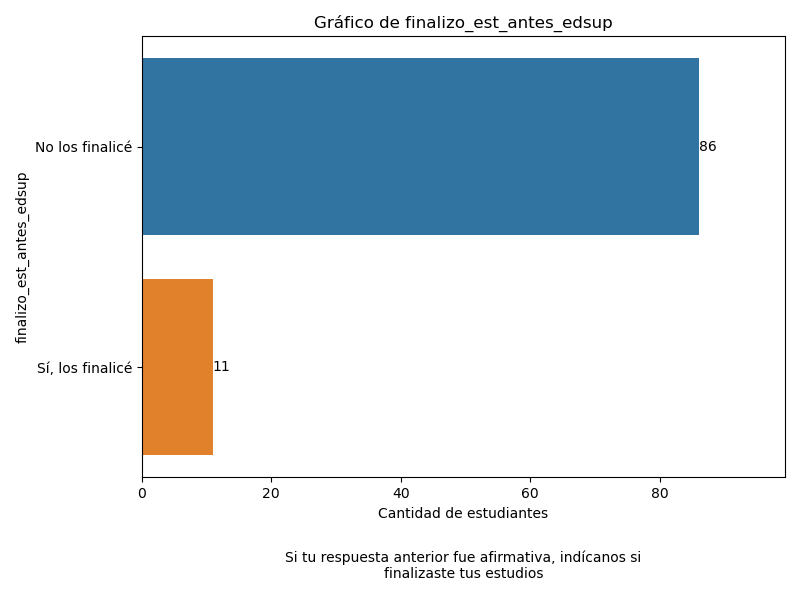 Gráfico de finalizo_est_antes_edsup
finalizo_est_antes_edsup
No los finalicé
86
Sí, los finalicé
11
0 20 40 60 80
Cantidad de estudiantes
Si tu respuesta anterior fue afirmativa, indícanos si
finalizaste tus estudios